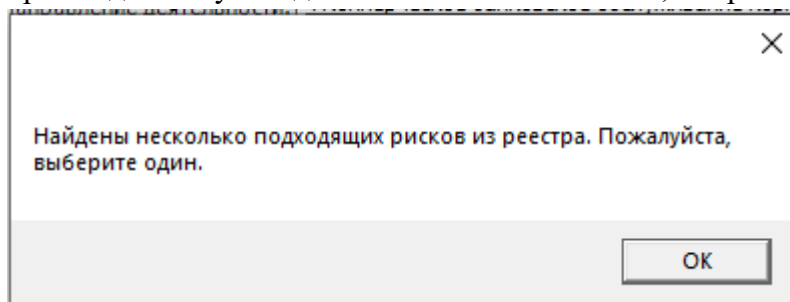 Найдены несколько подходящих рисков из реестра. Пожалуйста,
выберите один.
OK